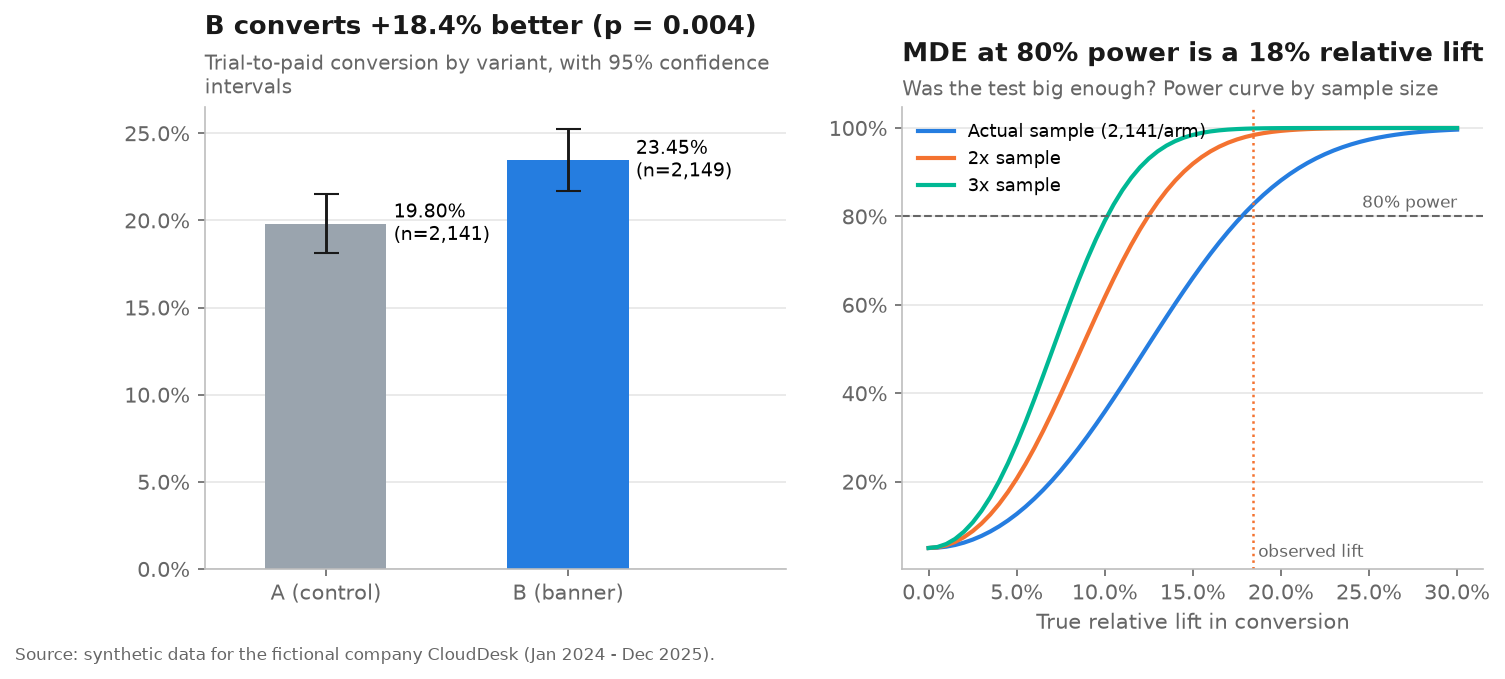 B converts +18.4% better (p = 0.004)
Trial-to-paid conversion by variant, with 95% confidence
intervals
25.0%
20.0%
15.0%
10.0%
5.0%
0.0%
19.80%
(n=2,141)
23.45%
(n=2,149)
A (control)
B (banner)
MDE at 80% power is a 18% relative lift
Was the test big enough? Power curve by sample size
100%
80%
60%
40%
20%
Actual sample (2,141/arm)
2x sample
3x sample
80% power
observed lift
0.0%
5.0%
10.0%
15.0%
20.0%
25.0%
30.0%
True relative lift in conversion
Source: synthetic data for the fictional company CloudDesk (Jan 2024 - Dec 2025).